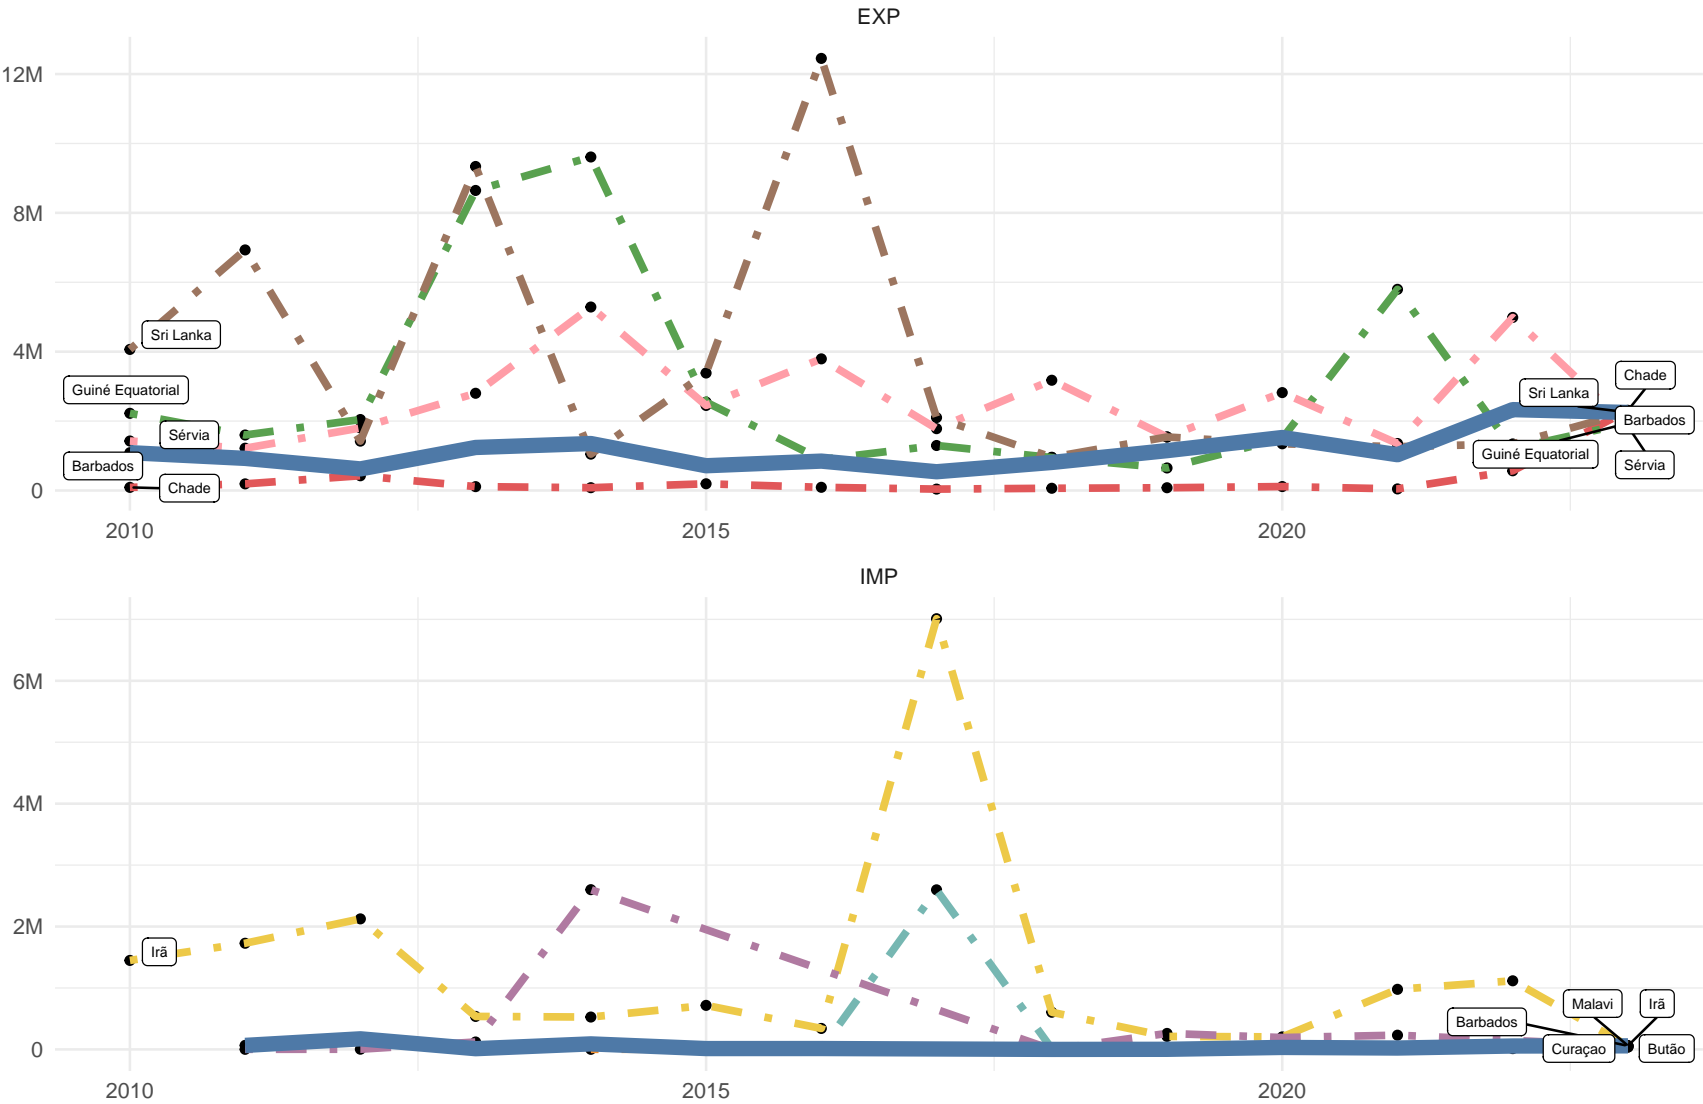 EXP
12M
8M
4M
0
Sri Lanka
Guiné Equatorial
Sérvia
Barbados
Chade
Chade
Sri Lanka
Barbados
Guiné Equatorial
Sérvia
2010
2015
2020
IMP
6M
4M
2M
0
Irã
Malavi
Irã
Barbados
Curaçao
Butão
2010
2015
2020